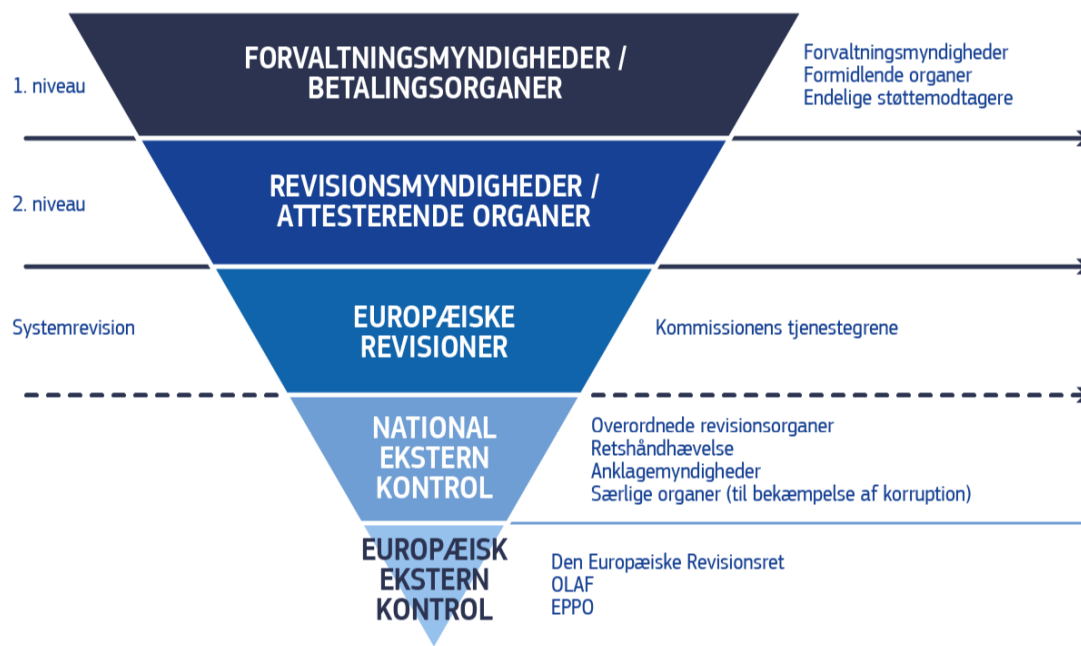 1. niveau
FORVALTNINGSMYNDIGHEDER /
BETALINGSORGANER
Forvaltningsmyndigheder
Formidlende organer
Endelige støttemodtagere
2. niveau
REVISIONSMYNDIGHEDER /
ATTESTERENDE ORGANER
Systemrevision
EUROPÆISKE
REVISIONER
Kommissionens tjenestegrene
NATIONAL
EKSTERN
KONTROL
Overordnede revisionsorganer
Retshåndhævelse
Anklagemyndigheder
Særlige organer (til bekæmpelse af korruption)
EUROPÆISK
EKSTERN
KONTROL
Den Europæiske Revisionsret
OLAF
EPPO